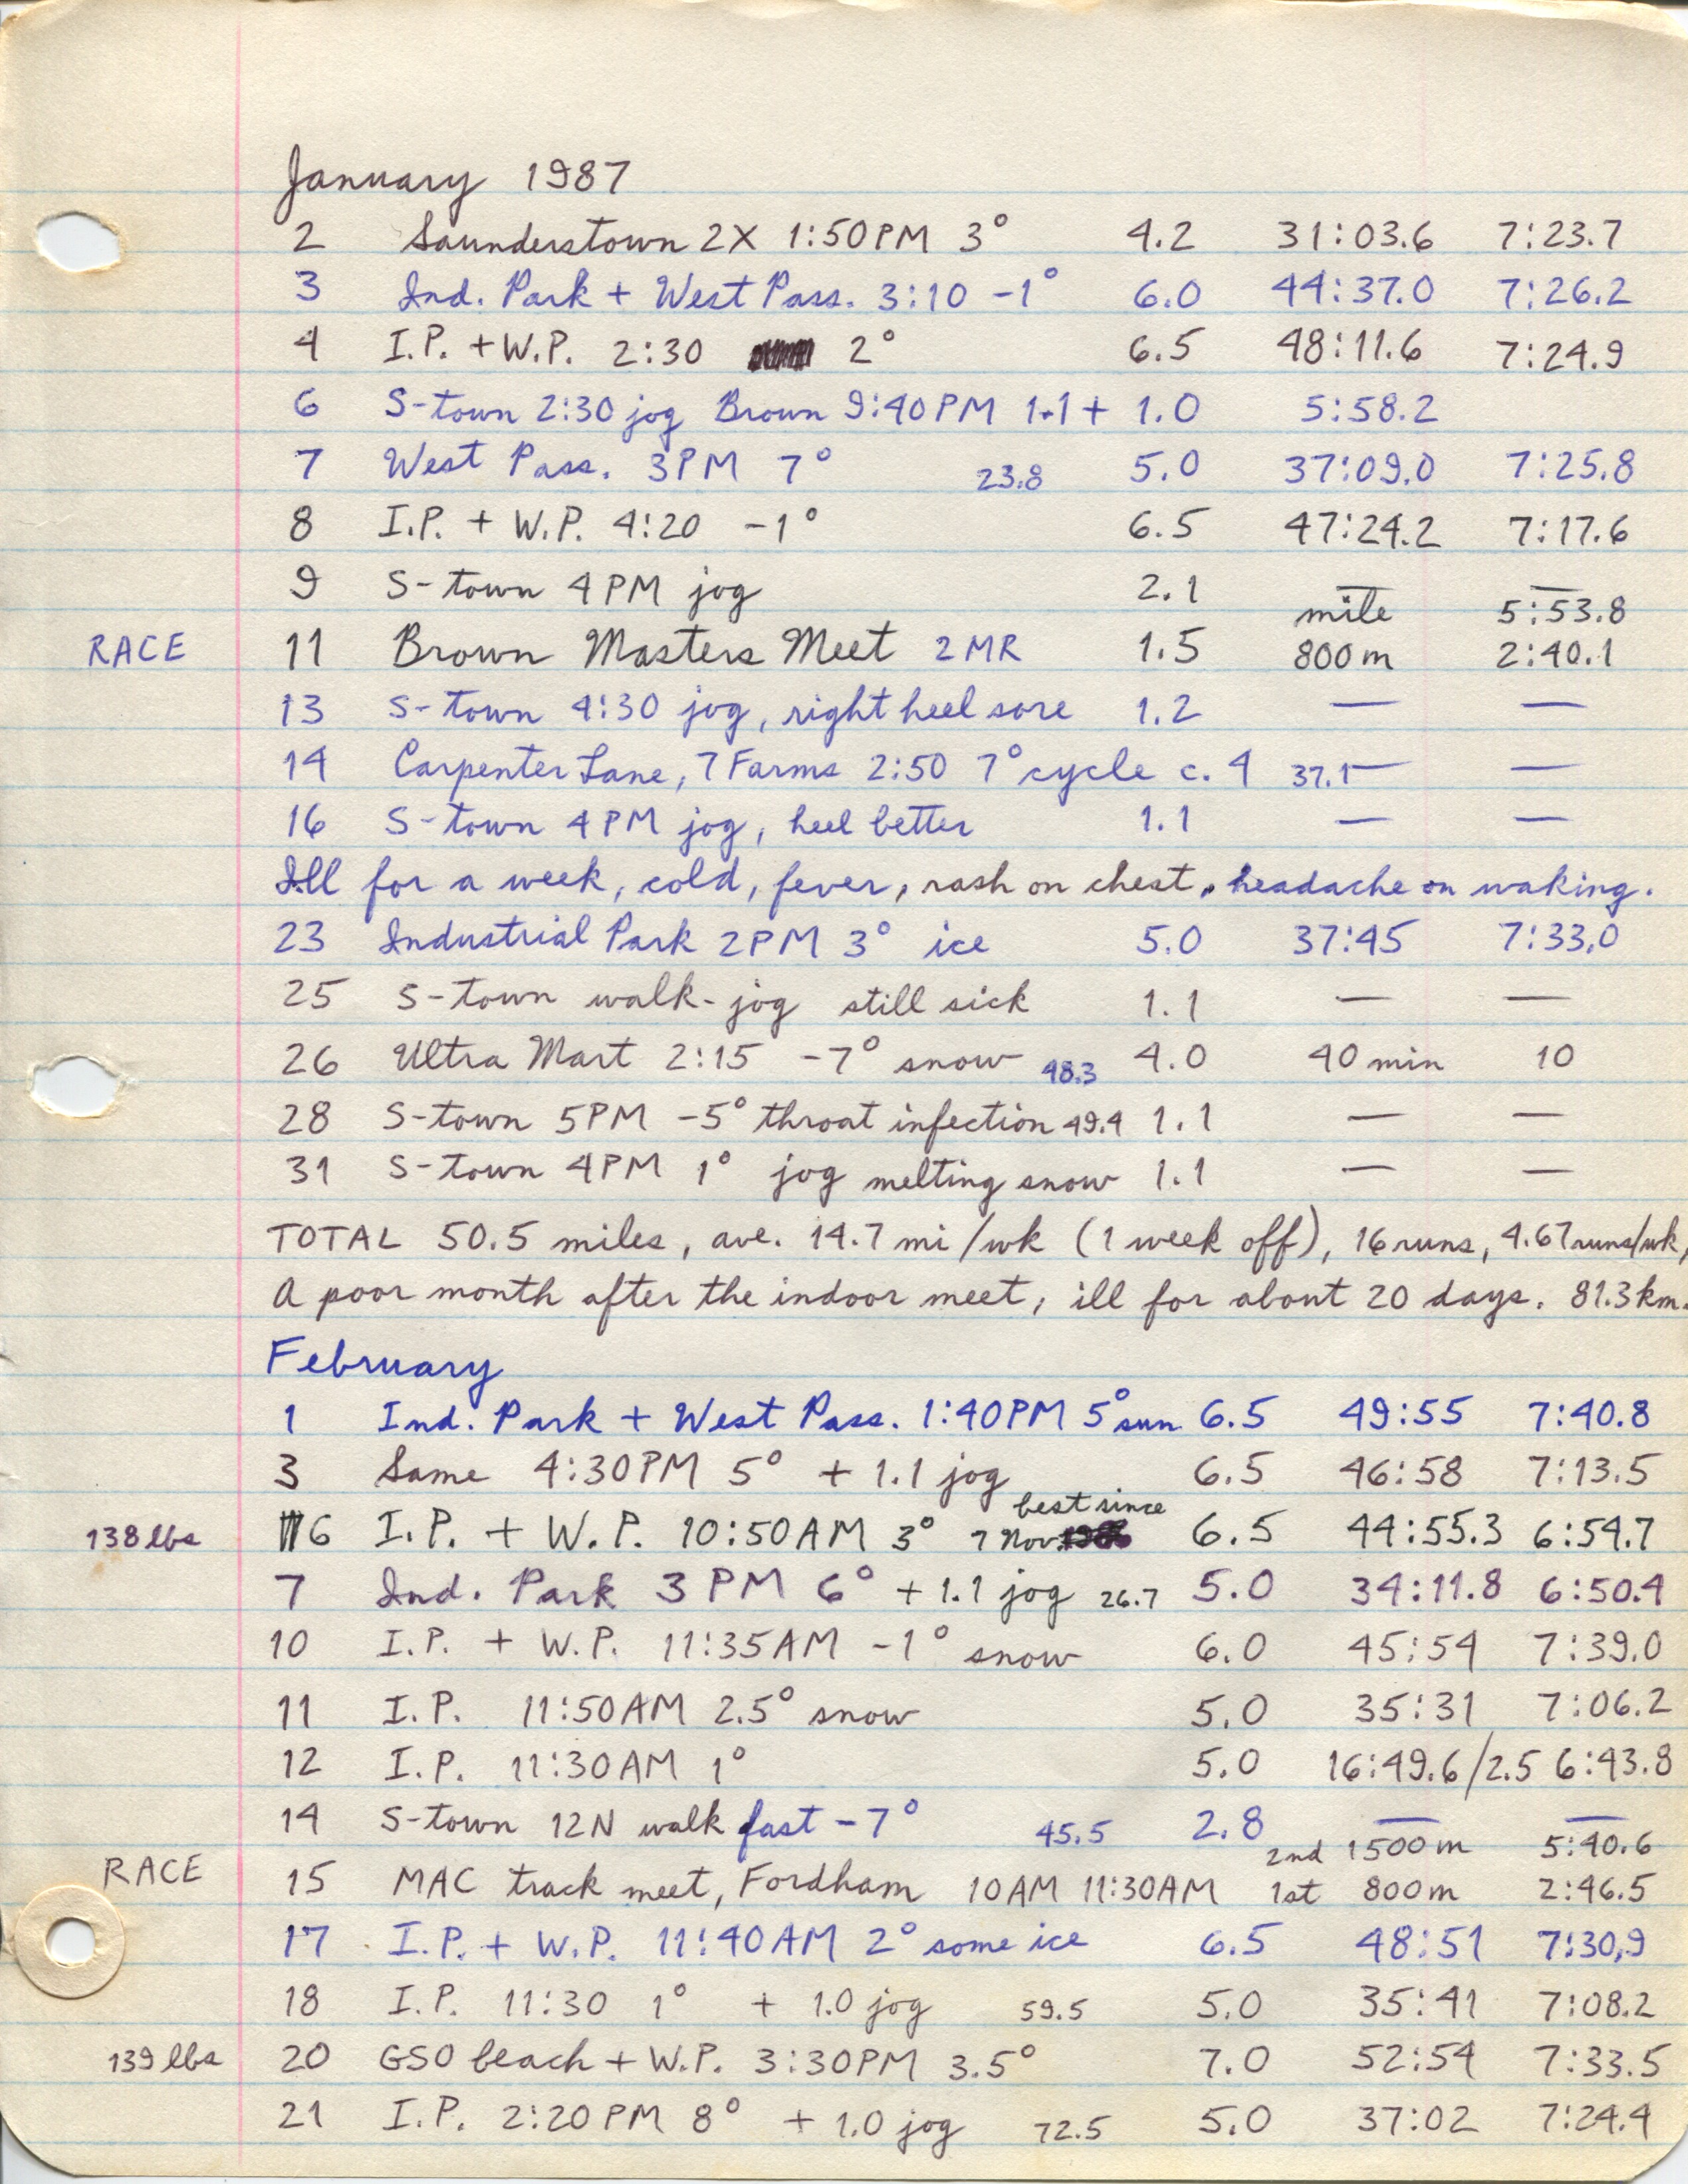 January 1987
2 Saunderstown 2X 1:50PM 3° 4.2 31:03.6 7:23.7
3 Ind. Park + West Pass. 3:10 -1° 6.0 44:37.0 7:26.2
4 I.P. + W.P. 2:30 2° 6.5 48:11.6 7:24.9
6 S-town 2:30 jog Brown 9:40PM 1.1 + 1.0 5:58.2
7 West Pass. 3PM 7° 23.8 5.0 37:09.0 7:25.8
8 I.P. + W.P. 4:20 -1° 6.5 47:24.2 7:17.6
9 S-town 4PM jog 2.1 — —
mile 5:53.8
RACE 11 Brown Masters Meet 2MR 1.5 800m 2:40.1
13 S-town 4:30 jog, right heel sore 1.2 — —
14 Carpenter Lane, 7 Farms 2:50 7° cycle c. 4 37.1 — —
16 S-town 4PM jog, heel better 1.1 — —
Ill for a week, cold, fever, rash on chest, headache on waking.
23 Industrial Park 2PM 3° ice 5.0 37:45 7:33.0
25 S-town walk-jog still sick 1.1 — —
26 Ultra Mart 2:15 -7° snow 48.3 4.0 40 min 10
28 S-town 5PM -5° throat infection 49.4 1.1 — —
31 S-town 4PM 1° jog melting snow 1.1 — —
TOTAL 50.5 miles, ave. 14.7 mi/wk (1 week off), 16 runs, 4.67 runs/wk,
A poor month after the indoor meet, ill for about 20 days. 81.3km.
February
1 Ind. Park + West Pass. 1:40PM 5° sun 6.5 49:55 7:40.8
3 Same 4:30PM 5° + 1.1 jog 6.5 46:58 7:13.5
138 lbs 6 I.P. + W.P. 10:50AM 3° best since 7 Nov. 6.5 44:55.3 6:54.7
7 Ind. Park 3 PM 6° + 1.1 jog 26.7 5.0 34:11.8 6:50.4
10 I.P. + W.P. 11:35AM -1° snow 6.0 45:54 7:39.0
11 I.P. 11:50AM 2.5° snow 5.0 35:31 7:06.2
12 I.P. 11:30AM 1° 5.0 16:49.6/2.5 6:43.8
14 S-town 12N walk fast -7° 45.5 2.8 — —
2nd 1500m 5:40.6
RACE 15 MAC track meet, Fordham 10AM 11:30AM 1st 800m 2:46.5
17 I.P. + W.P. 11:40AM 2° some ice 6.5 48:51 7:30.9
18 I.P. 11:30 1° + 1.0 jog 59.5 5.0 35:41 7:08.2
139 lbs 20 GSO beach + W.P. 3:30PM 3.5° 7.0 52:54 7:33.5
21 I.P. 2:20PM 8° + 1.0 jog 72.5 5.0 37:02 7:24.4